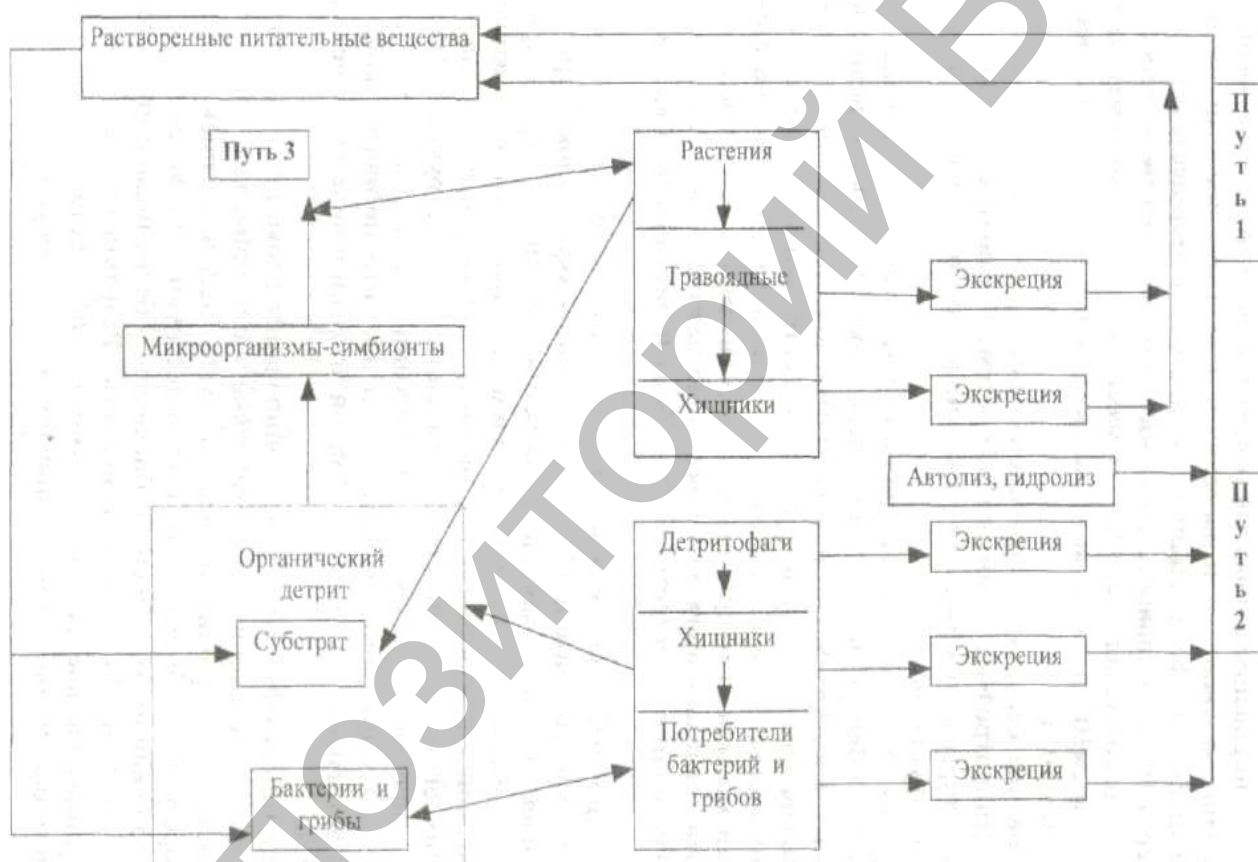 Растворенные питательные вещества
Путь 3
Растения
Травоядные
Хищники
Экскреция
Экскреция
П
у
т
ь
1
Микроорганизмы-симбионты
Автолиз, гидролиз
Органический
детрит
Субстрат
Бактерии и
грибы
Детритофаги
Хищники
Потребители
бактерий и
грибов
Экскреция
Экскреция
Экскреция
П
у
т
ь
2
ПОЗИТОРИЙ Б